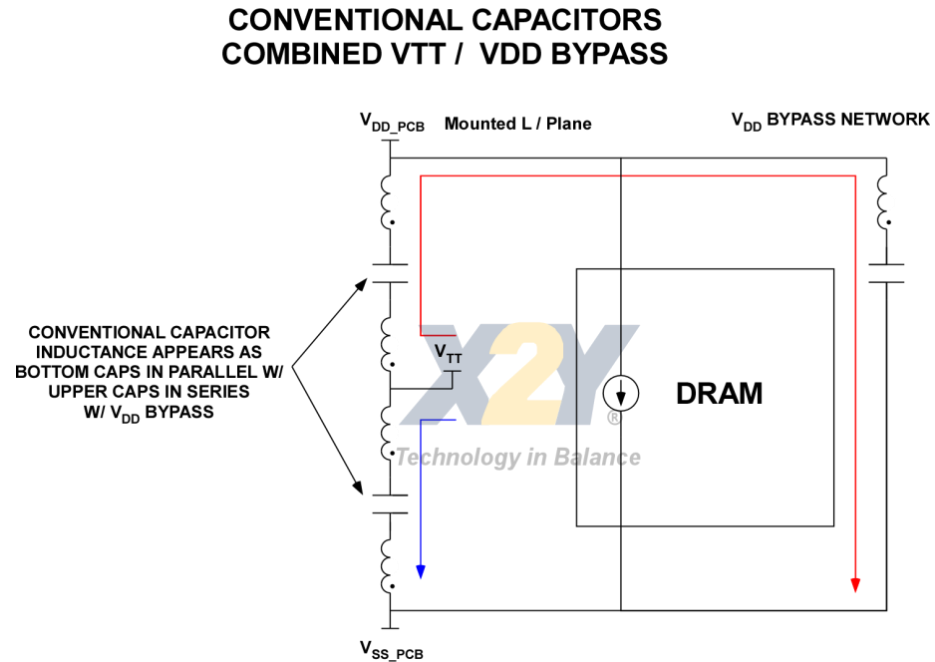 CONVENTIONAL CAPACITORS
COMBINED VTT / VDD BYPASS
VDD_PCB
Mounted L / Plane
VDD BYPASS NETWORK
CONVENTIONAL CAPACITOR
INDUCTANCE APPEARS AS
BOTTOM CAPS IN PARALLEL W/
UPPER CAPS IN SERIES
W/ VDD BYPASS
VTT
X2Y
®
DRAM
Technology in Balance
VSS_PCB